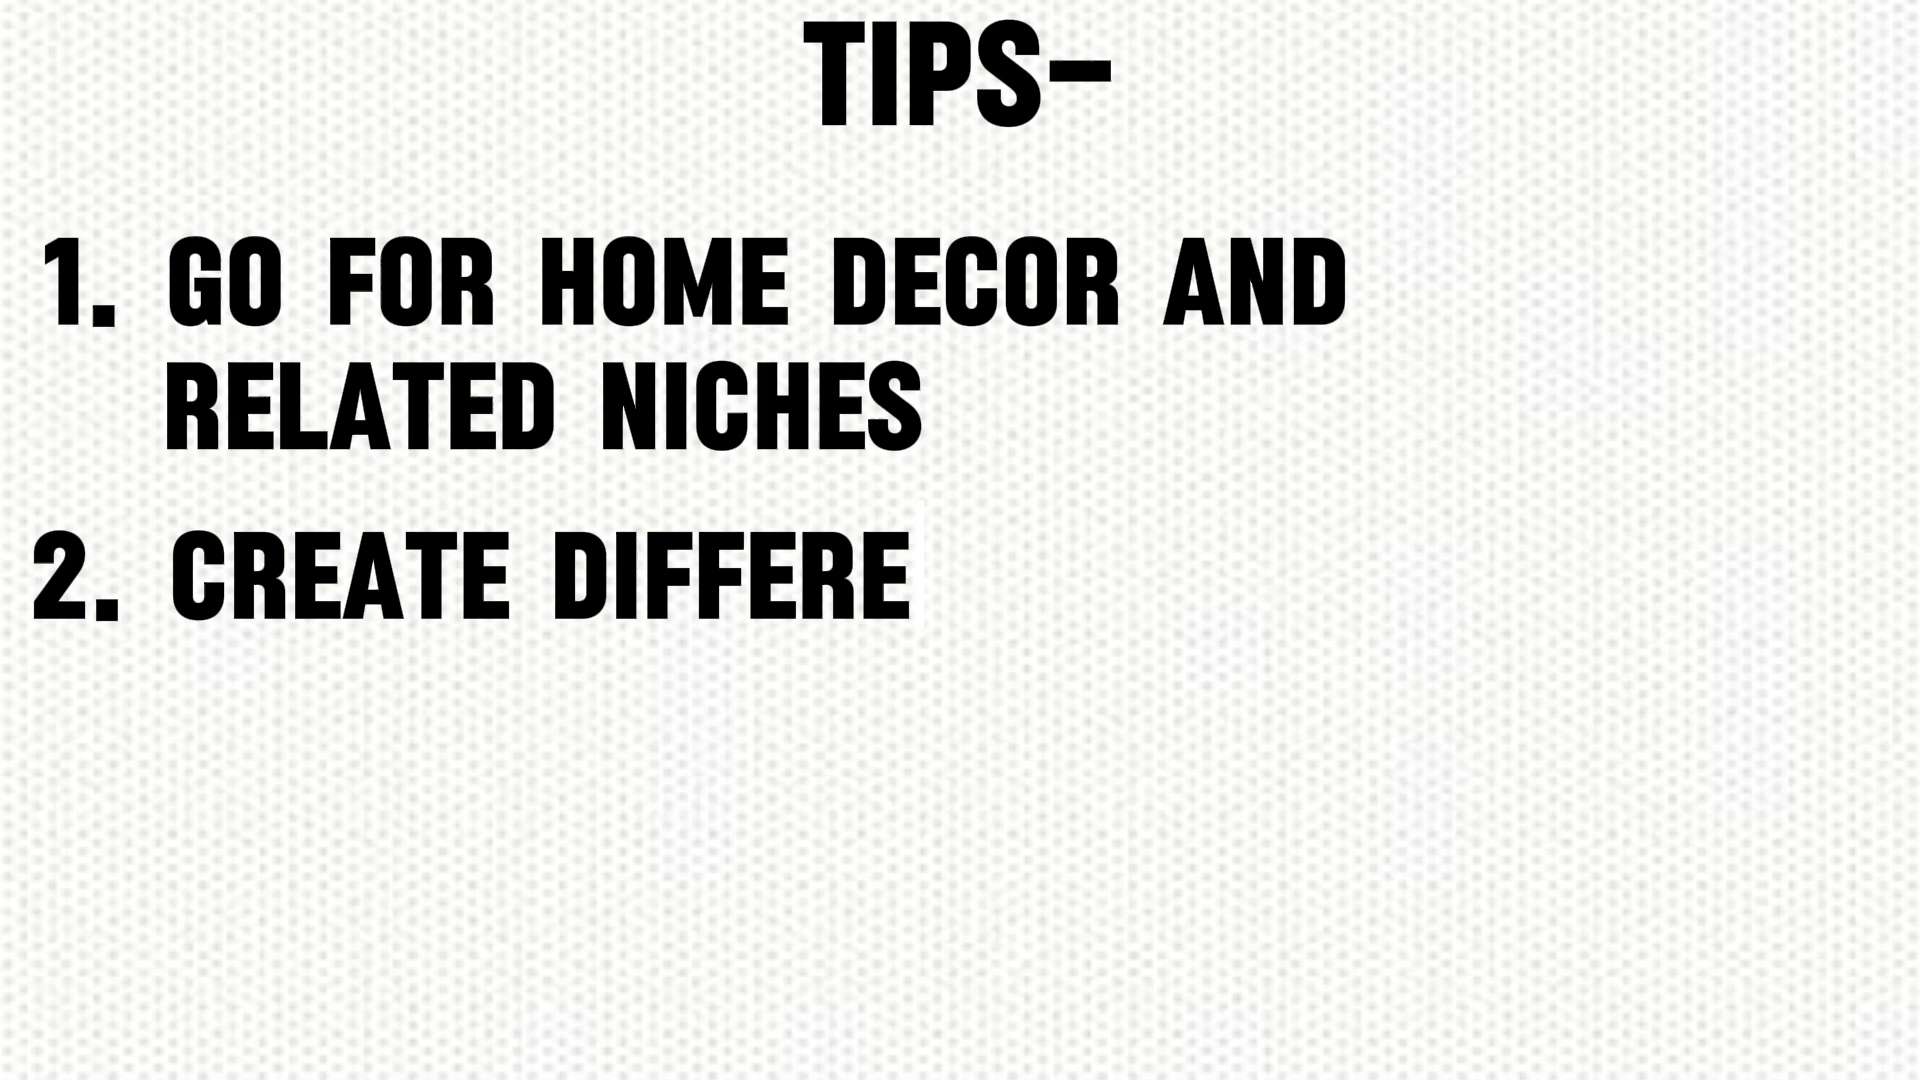 TIPS-
1. GO FOR HOME DECOR AND
RELATED NICHES
2. CREATE DIFFERE